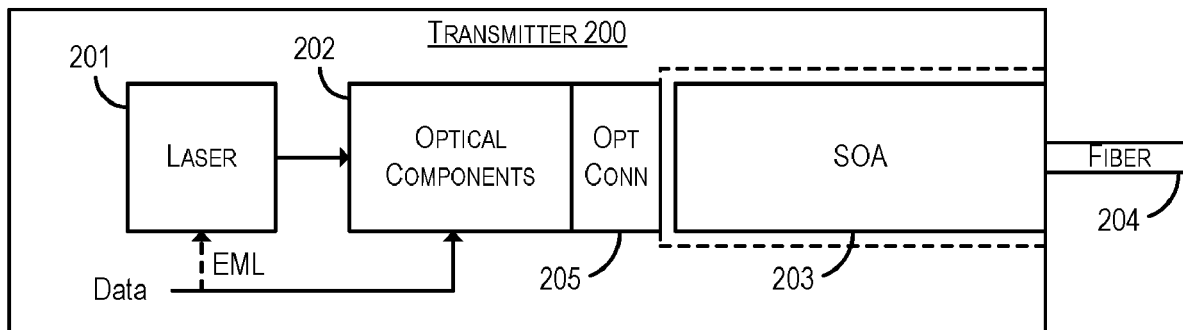 TRANSMITTER 200
201
202
LASER
OPTICAL
COMPONENTS
OPT
CONN
SOA
FIBER
204
EML
Data
205
203